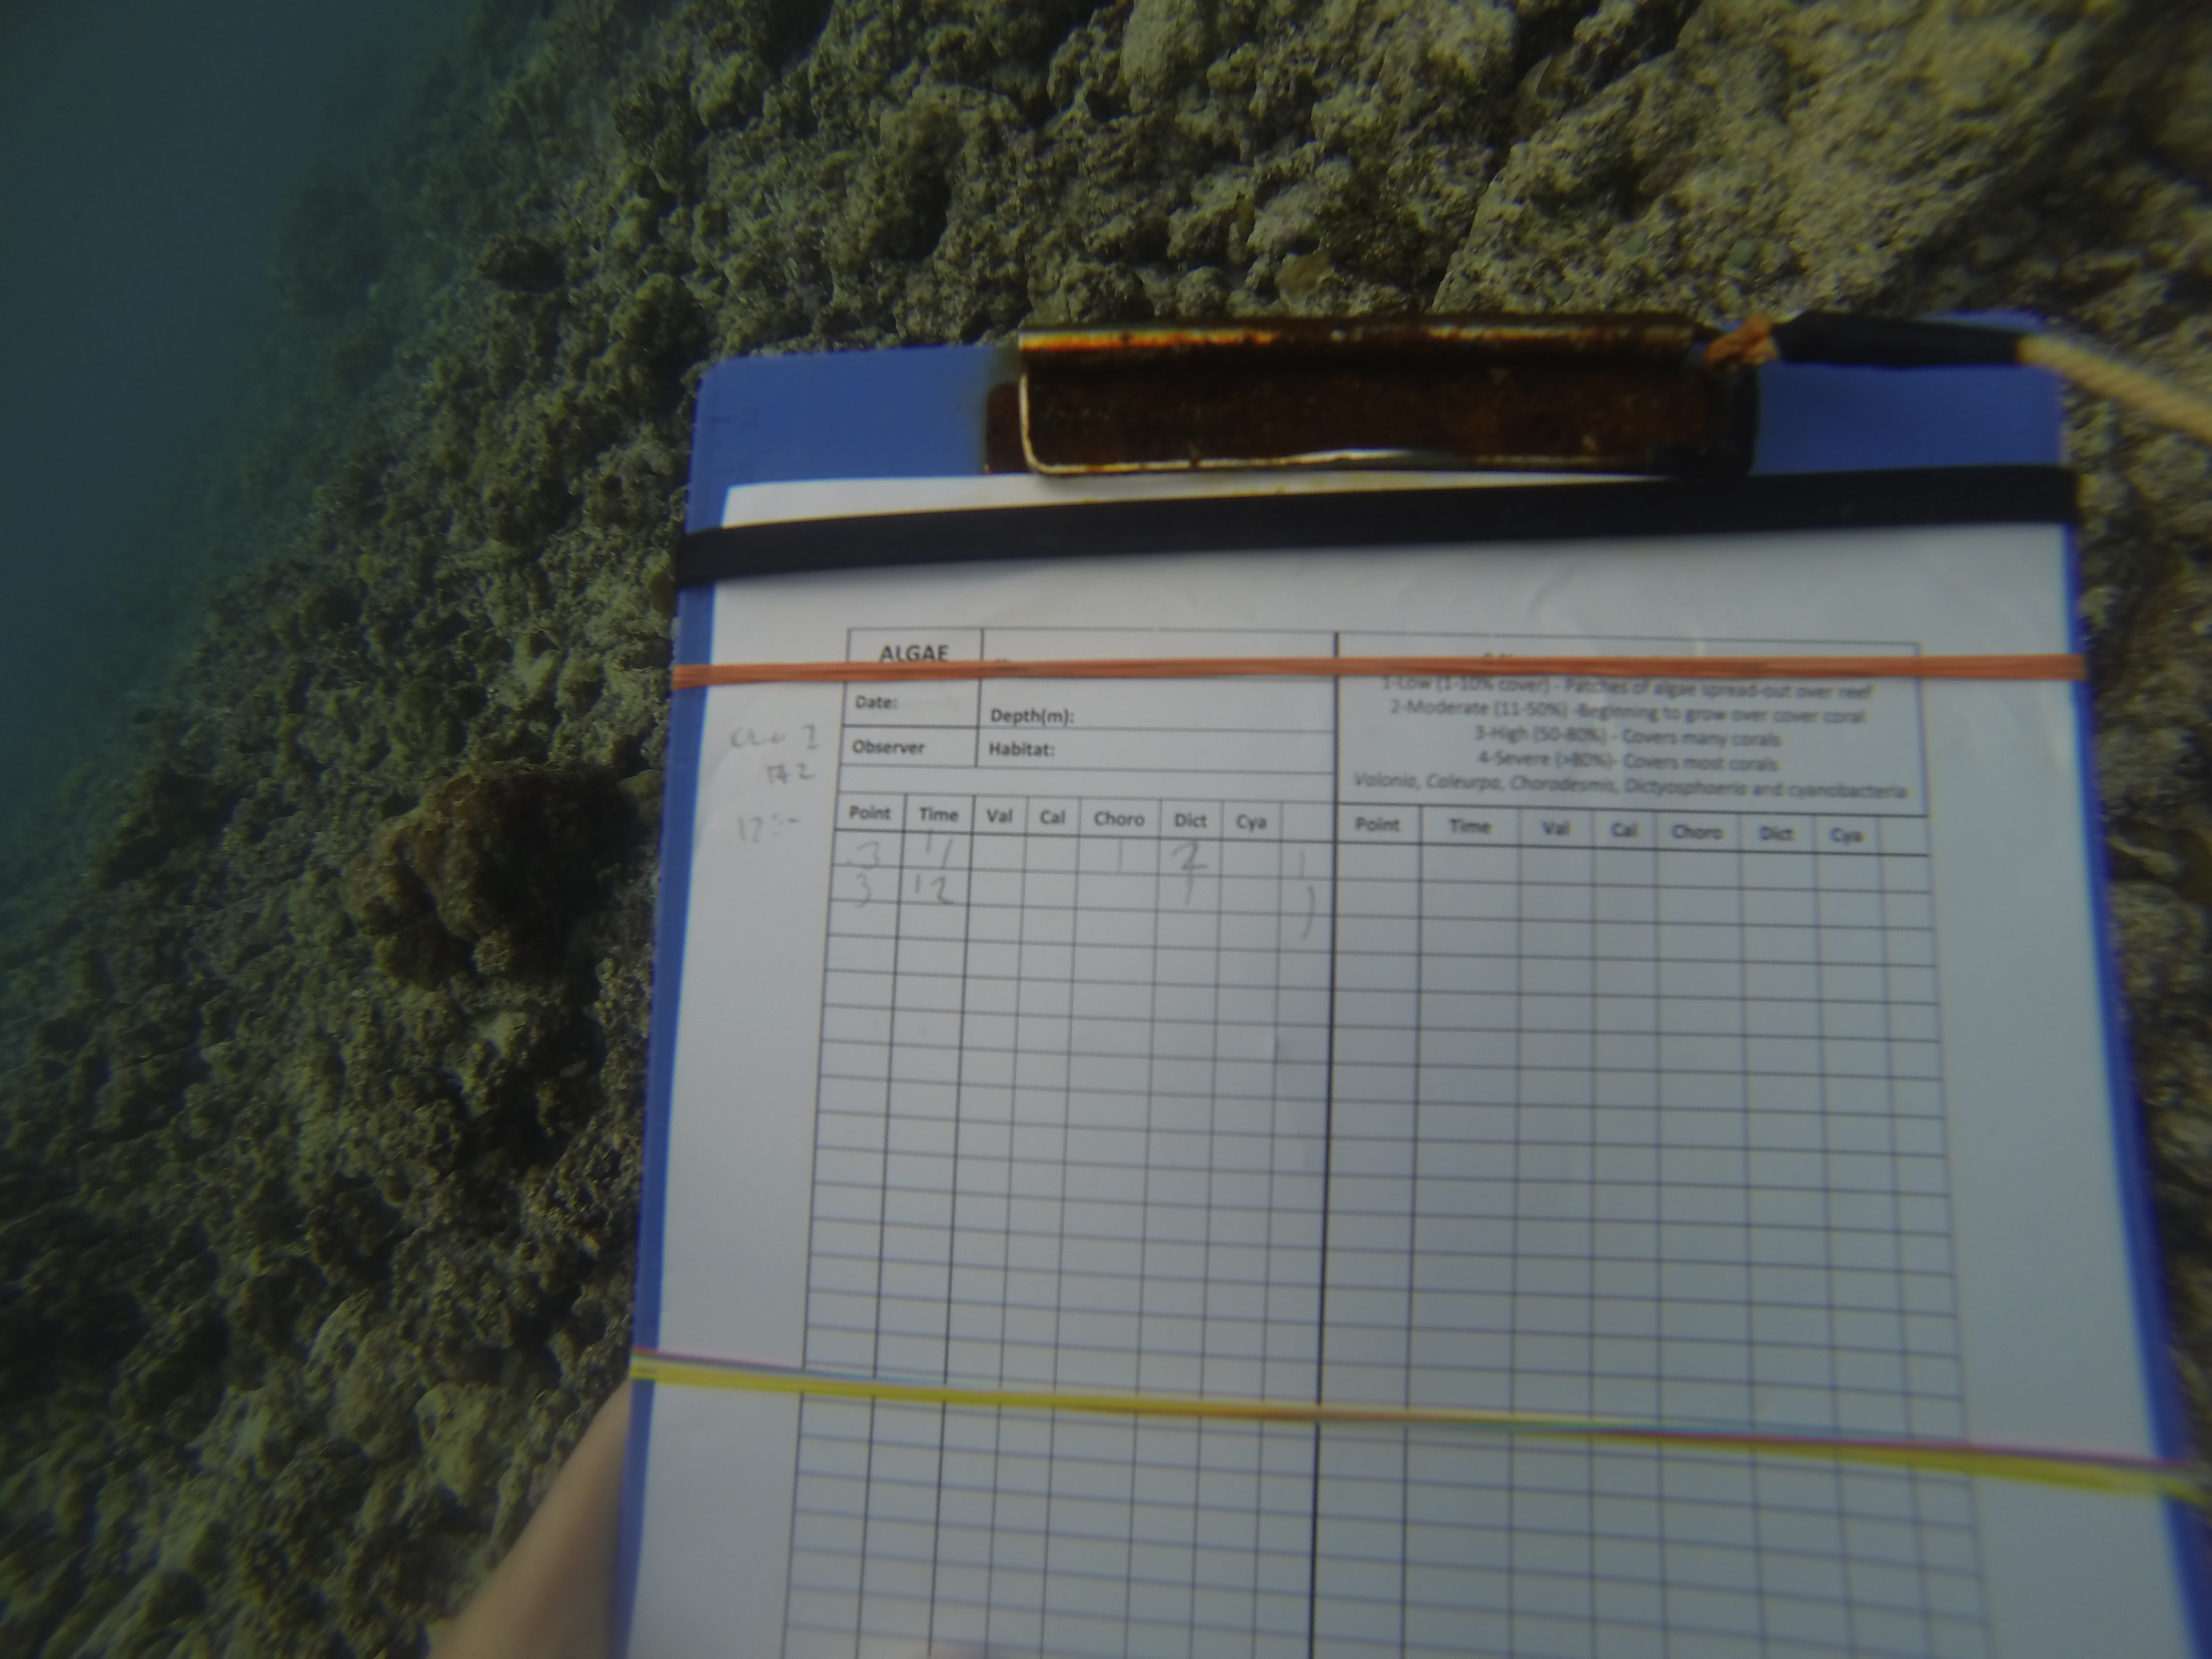 ALGAE
Date:
Depth(m):
Observer
Habitat:
1-Low (1-10% cover) - Patches of algae spread-out over reef
2-Moderate (11-50%) -Beginning to grow over cover coral
3-High (50-80%) - Covers many corals
4-Severe (>80%)- Covers most corals
Valonia, Caleurpa, Chorodesmis, Dictyosphaeria and cyanobacteria
Point Time Val Cal Choro Dict Cya
3 11 1 2 1
3 12 1 1
Point Time Val Cal Choro Dict Cya